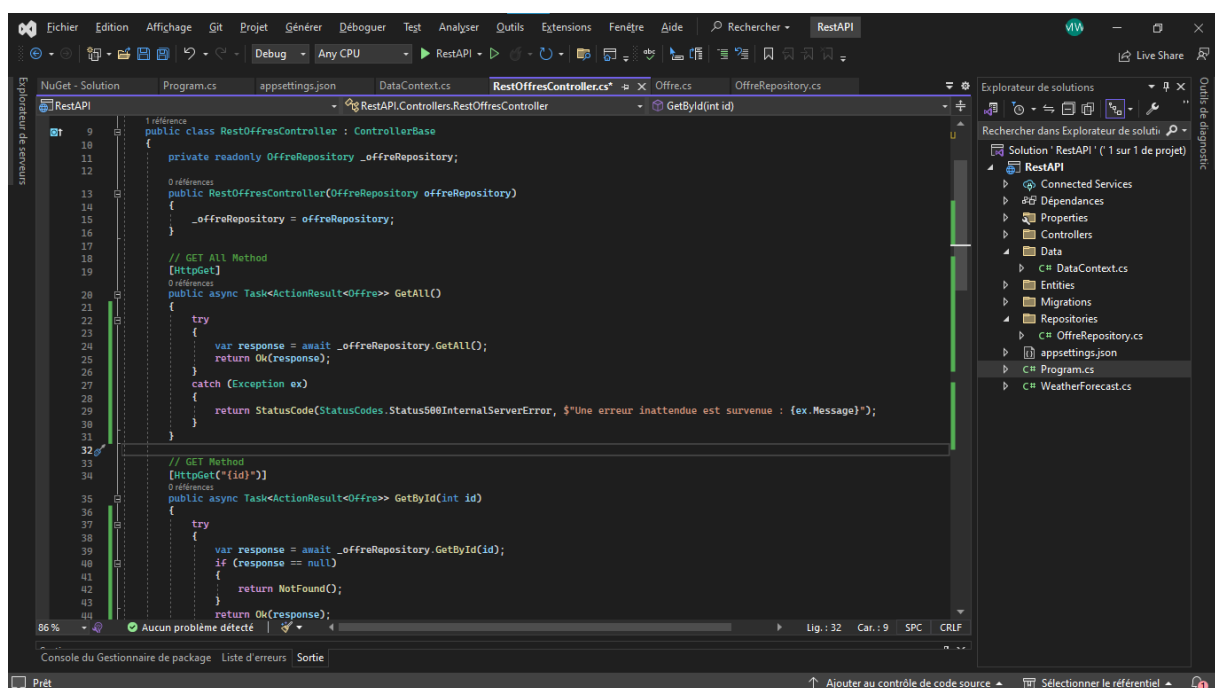 Fichier Edition Affichage Git Projet Générer Déboguer Test Analyser Outils Extensions Fenêtre Aide Rechercher RestAPI
Debug Any CPU RestAPI Live Share
NuGet - Solution Program.cs appsettings.json DataContext.cs RestOffresController.cs* Offre.cs OffreRepository.cs
RestAPI RestAPI.Controllers.RestOffresController GetById(int id)
Explorateur de serveurs
1 référence
9 public class RestOffresController : ControllerBase
10 {
11 private readonly OffreRepository _offreRepository;
12
0 références
13 public RestOffresController(OffreRepository offreRepository)
14 {
15 _offreRepository = offreRepository;
16 }
17
18 // GET All Method
19 [HttpGet]
0 références
20 public async Task<ActionResult<Offre>> GetAll()
21 {
22 try
23 {
24 var response = await _offreRepository.GetAll();
25 return Ok(response);
26 }
27 catch (Exception ex)
28 {
29 return StatusCode(StatusCodes.Status500InternalServerError, $"Une erreur inattendue est survenue : {ex.Message}");
30 }
31 }
32
33 // GET Method
34 [HttpGet("{id}")]
0 références
35 public async Task<ActionResult<Offre>> GetById(int id)
36 {
37 try
38 {
39 var response = await _offreRepository.GetById(id);
40 if (response == null)
41 {
42 return NotFound();
43 }
44 return Ok(response);
86 % Aucun problème détecté Lig. : 32 Car. : 9 SPC CRLF
Console du Gestionnaire de package Liste d'erreurs Sortie
Explorateur de solutions
Rechercher dans Explorateur de soluti
Solution ' RestAPI ' (' 1 sur 1 de projet)
RestAPI
Connected Services
Dépendances
Properties
Controllers
Data
C# DataContext.cs
Entities
Migrations
Repositories
C# OffreRepository.cs
appsettings.json
C# Program.cs
C# WeatherForecast.cs
Outils de diagnostic
Prêt Ajouter au contrôle de code source Sélectionner le référentiel 1